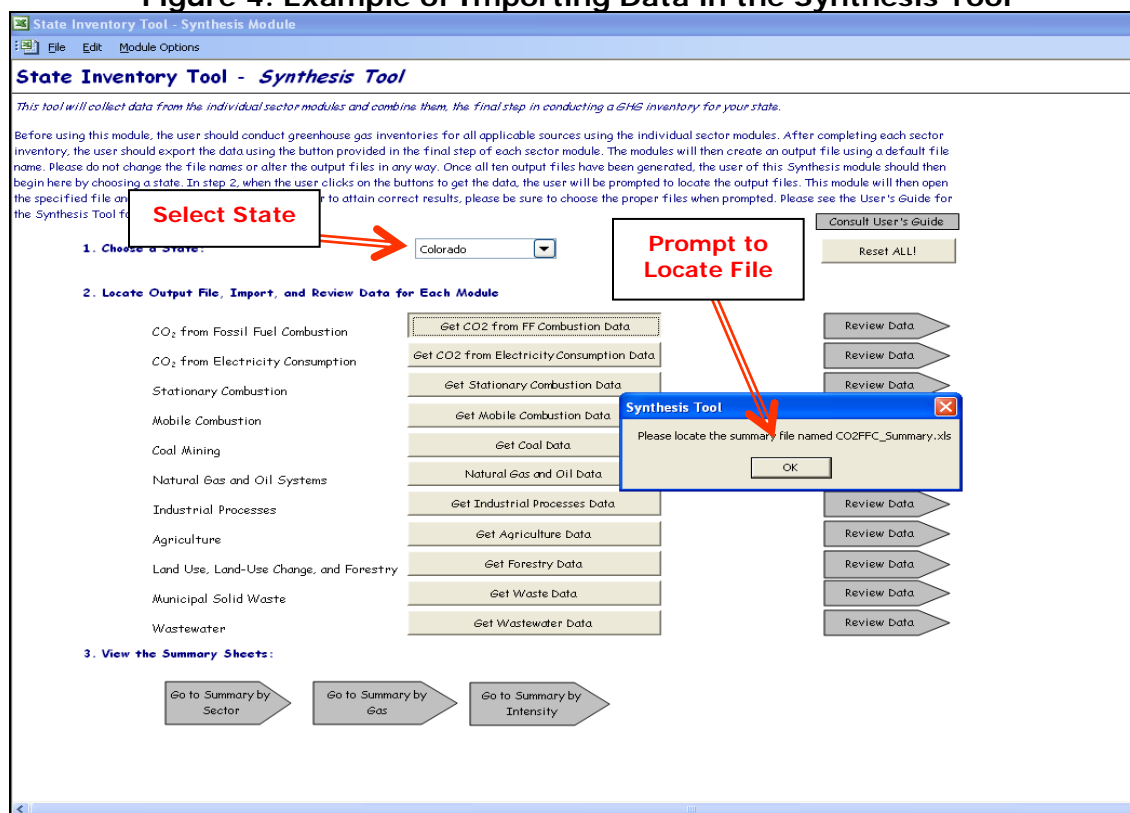 Figure 4. Example of Importing Data in the Synthesis Tool
State Inventory Tool - Synthesis Module
File Edit Module Options
State Inventory Tool - Synthesis Tool
This tool will collect data from the individual sector modules and combine them, the final step in conducting a GHG inventory for your state.
Before using this module, the user should conduct greenhouse gas inventories for all applicable sources using the individual sector modules. After completing each sector
inventory, the user should export the data using the button provided in the final step of each sector module. The modules will then create an output file using a default file
name. Please do not change the file names or alter the output files in any way. Once all ten output files have been generated, the user of this Synthesis module should then
begin here by choosing a state. In step 2, when the user clicks on the buttons to get the data, the user will be prompted to locate the output files. This module will then open
the specified file an r to attain correct results, please be sure to choose the proper files when prompted. Please see the User's Guide for
the Synthesis Tool fo
Select State
Consult User's Guide
1. Choose a State:
Colorado
Prompt to
Locate File
Reset ALL!
2. Locate Output File, Import, and Review Data for Each Module
CO₂ from Fossil Fuel Combustion Get CO2 from FF Combustion Data Review Data
CO₂ from Electricity Consumption Get CO2 from Electricity Consumption Data Review Data
Stationary Combustion Get Stationary Combustion Data Review Data
Mobile Combustion Get Mobile Combustion Data
Synthesis Tool
Please locate the summary file named CO2FFC_Summary.xls
OK
Coal Mining Get Coal Data
Natural Gas and Oil Systems Natural Gas and Oil Data
Industrial Processes Get Industrial Processes Data Review Data
Agriculture Get Agriculture Data Review Data
Land Use, Land-Use Change, and Forestry Get Forestry Data Review Data
Municipal Solid Waste Get Waste Data Review Data
Wastewater Get Wastewater Data Review Data
3. View the Summary Sheets:
Go to Summary by
Sector
Go to Summary by
Gas
Go to Summary by
Intensity